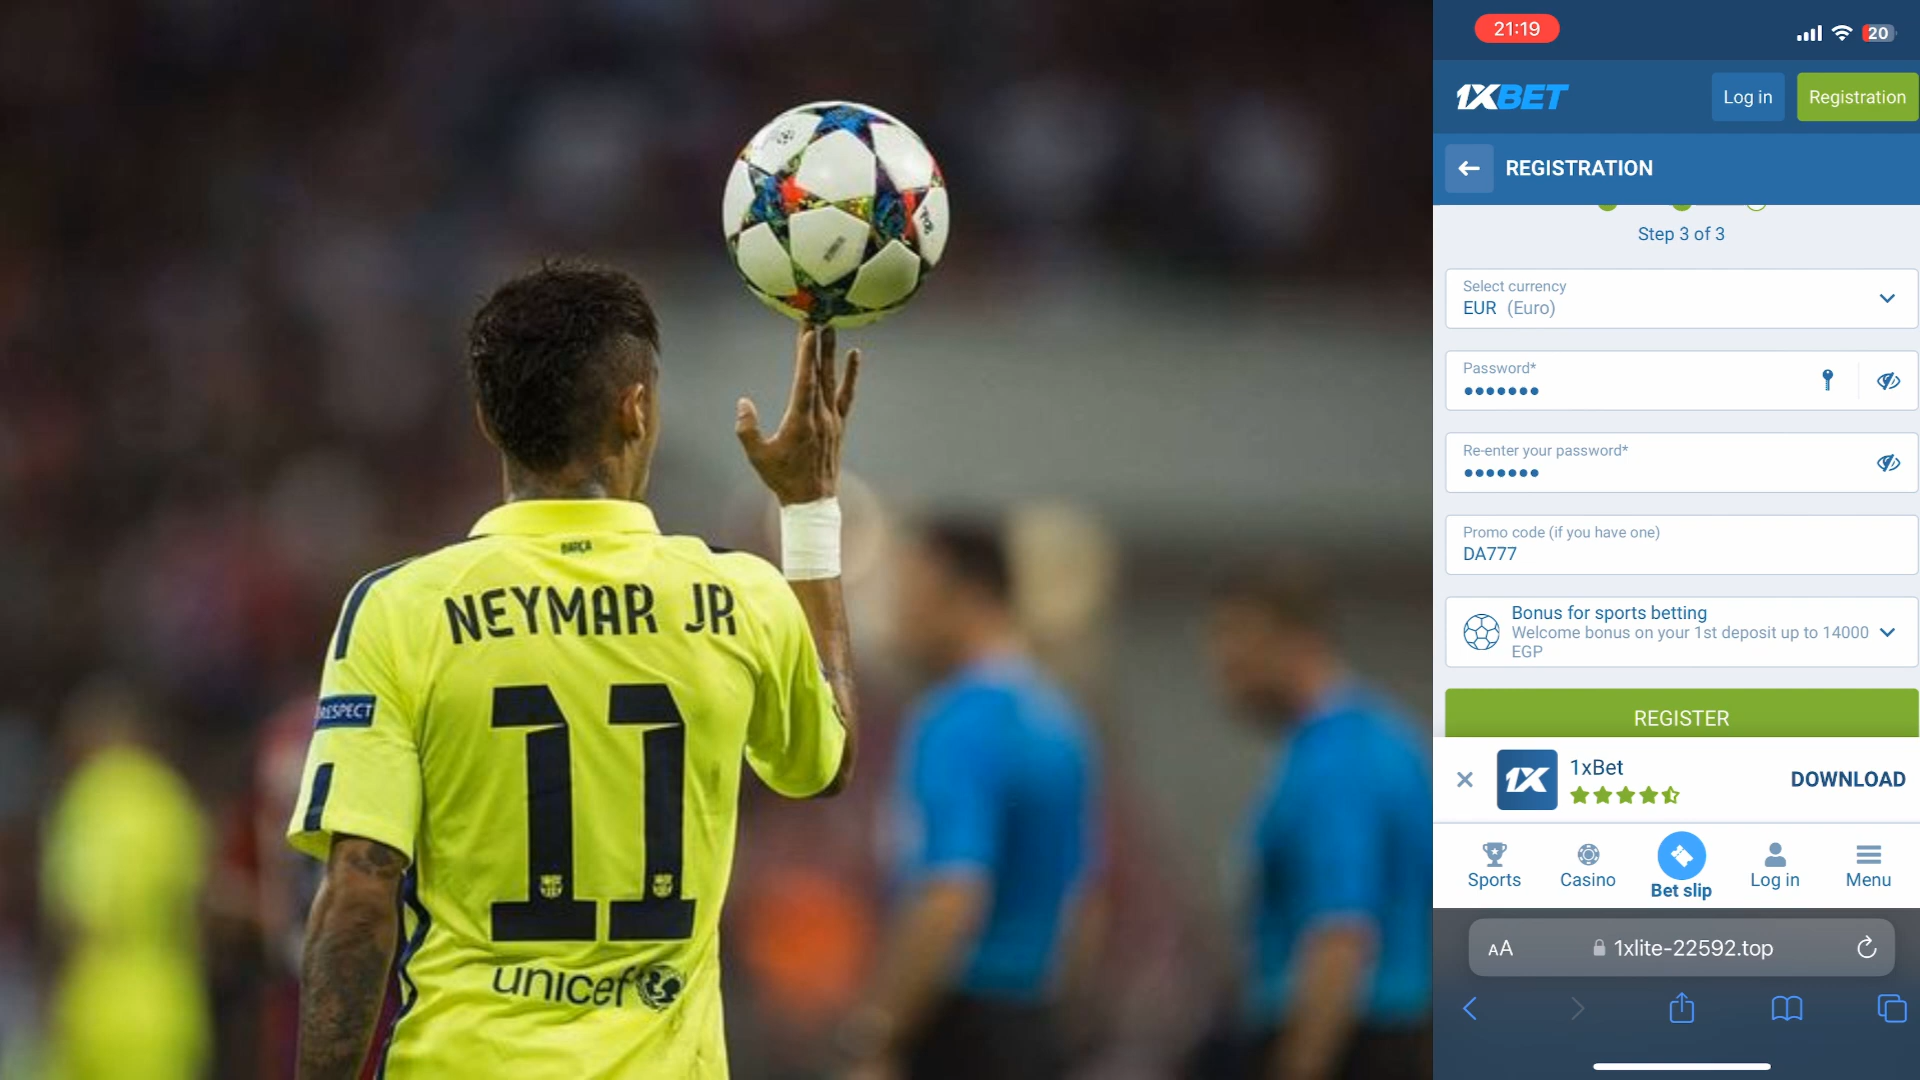 BARÇA
NEYMAR JR
RESPECT
11
unicef
21:19
20
1XBET
Log in
Registration
REGISTRATION
Step 3 of 3
Select currency
EUR (Euro)
Password*
Re-enter your password*
Promo code (if you have one)
DA777
Bonus for sports betting
Welcome bonus on your 1st deposit up to 14000
EGP
REGISTER
1X
1xBet
DOWNLOAD
Sports
Casino
Bet slip
Log in
Menu
AA
1xlite-22592.top